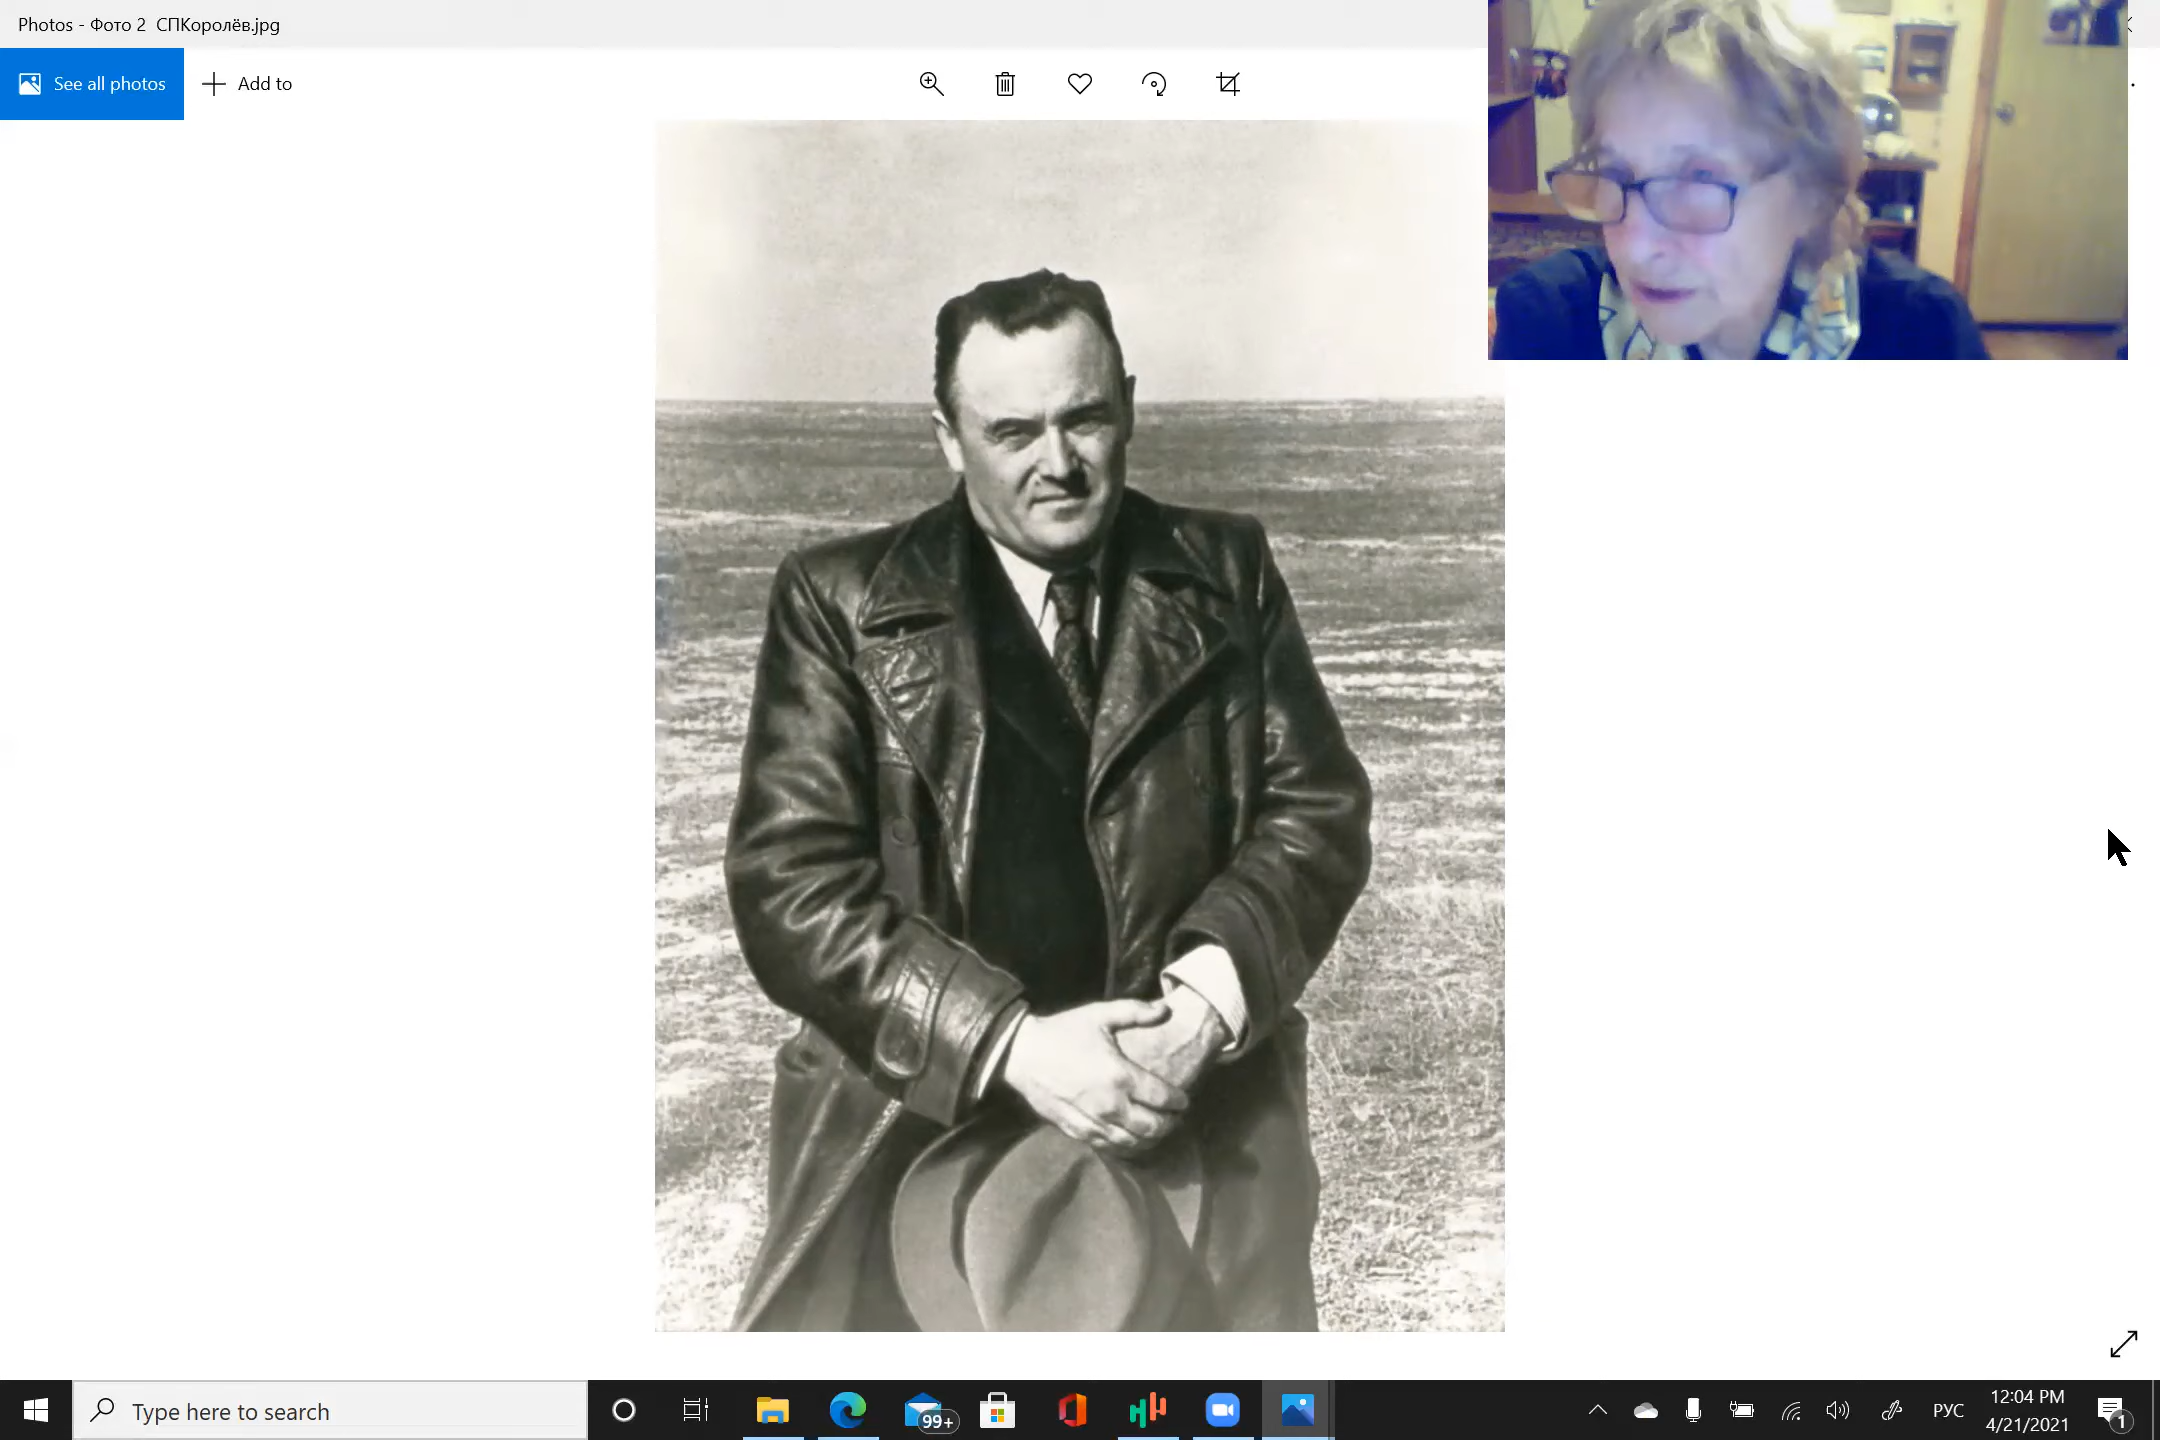 Photos - Фото 2  СПКоролёв.jpg
See all photos
Add to
Type here to search
99+
РУС
12:04 PM
4/21/2021
1